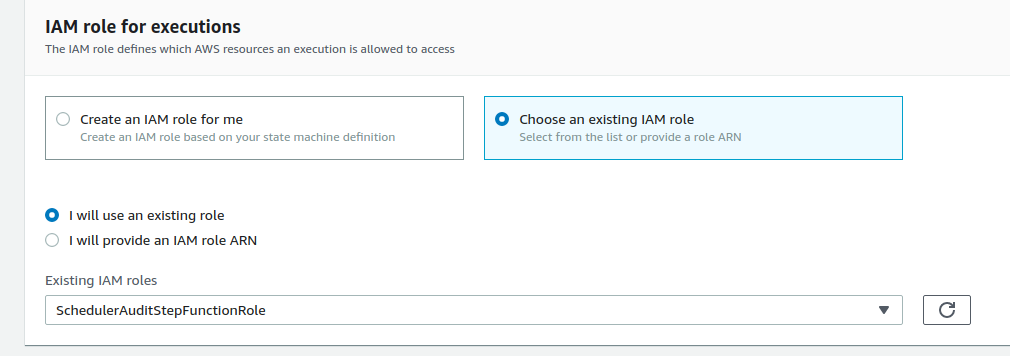 IAM role for executions
The IAM role defines which AWS resources an execution is allowed to access
Create an IAM role for me
Create an IAM role based on your state machine definition
Choose an existing IAM role
Select from the list or provide a role ARN
I will use an existing role
I will provide an IAM role ARN
Existing IAM roles
SchedulerAuditStepFunctionRole